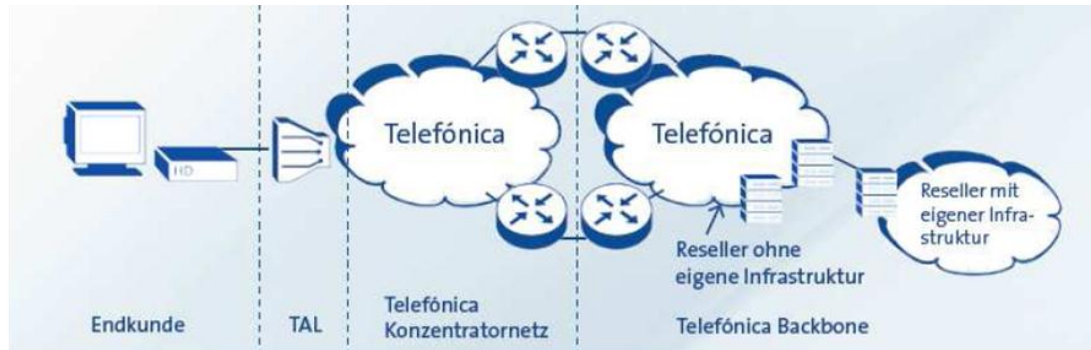 Telefónica
Telefónica
HD
Reseller mit
eigener Infra-
struktur
Reseller ohne
eigene Infrastruktur
Endkunde
TAL
Telefónica
Konzentratornetz
Telefónica Backbone